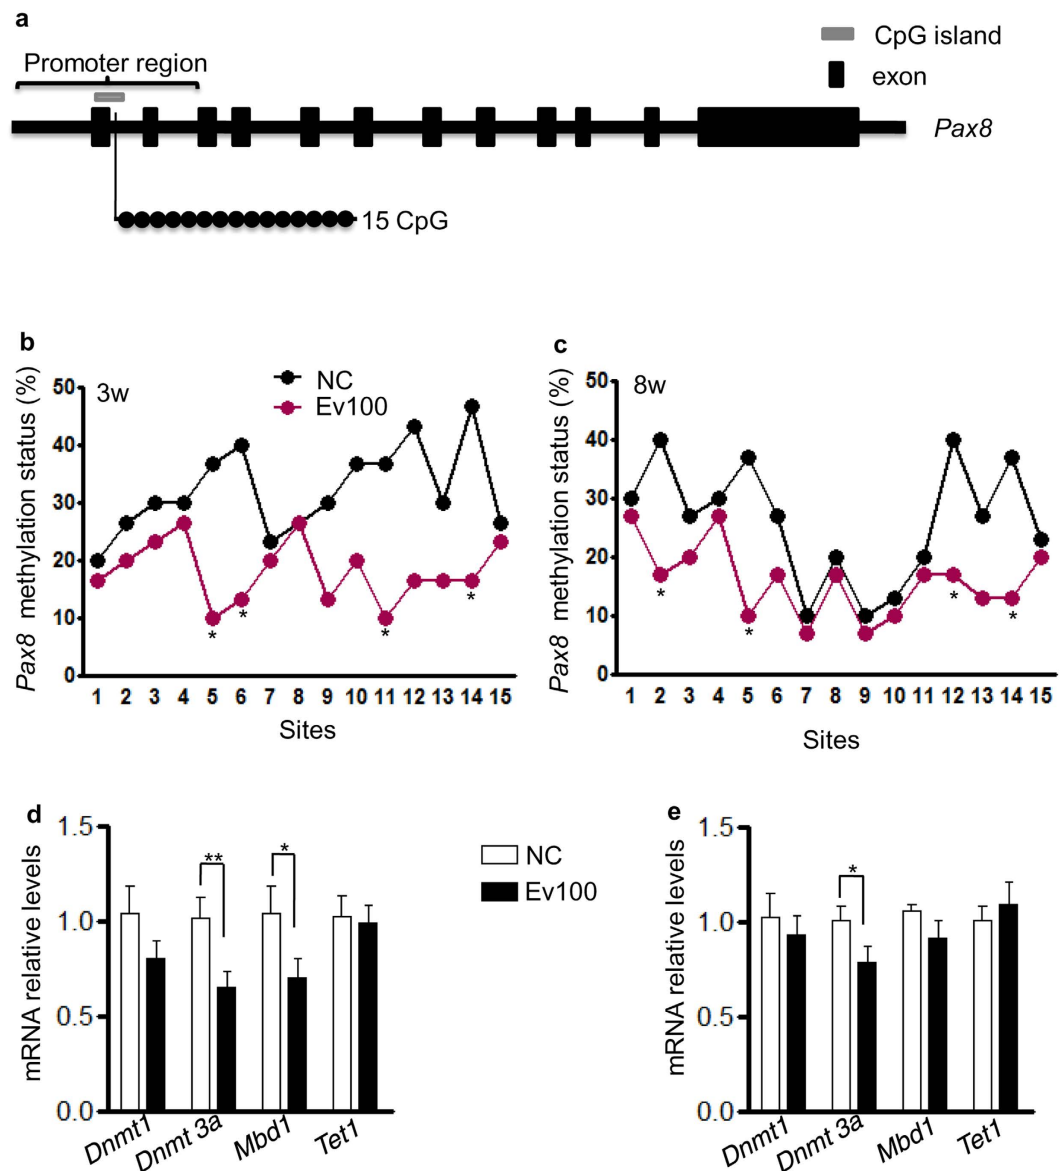 a
CpG island
Promoter region
exon
Pax8
15 CpG
b
Pax8 methylation status (%)
50
40
30
20
10
0
3w
NC
Ev100
*
*
*
*
1 2 3 4 5 6 7 8 9 10 11 12 13 14 15
Sites
c
Pax8 methylation status (%)
50
40
30
20
10
0
8w
*
*
*
*
1 2 3 4 5 6 7 8 9 10 11 12 13 14 15
Sites
d
mRNA relative levels
1.5
1.0
0.5
0.0
**
*
Dnmt1
Dnmt 3a
Mbd1
Tet1
NC
Ev100
e
mRNA relative levels
1.5
1.0
0.5
0.0
*
Dnmt1
Dnmt 3a
Mbd1
Tet1